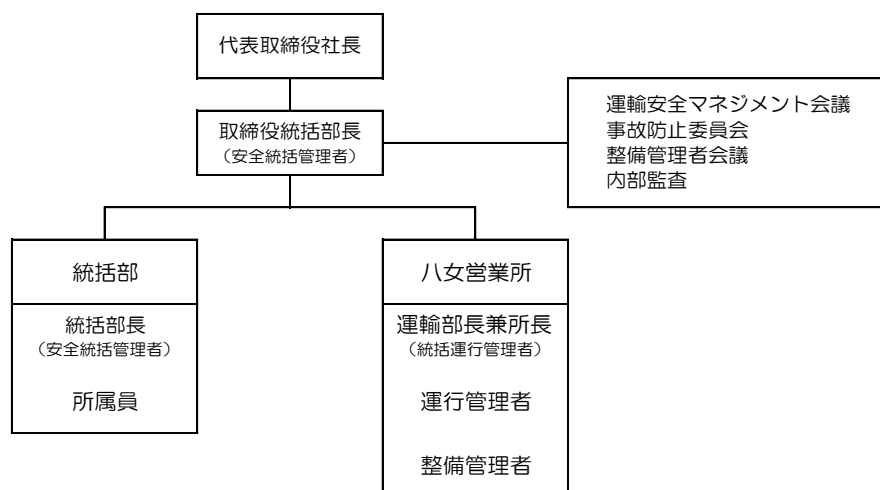 代表取締役社長
取締役統括部長
（安全統括管理者）
運輸安全マネジメント会議
事故防止委員会
整備管理者会議
内部監査
統括部
統括部長
（安全統括管理者）
所属員
八女営業所
運輸部長兼所長
（統括運行管理者）
運行管理者
整備管理者